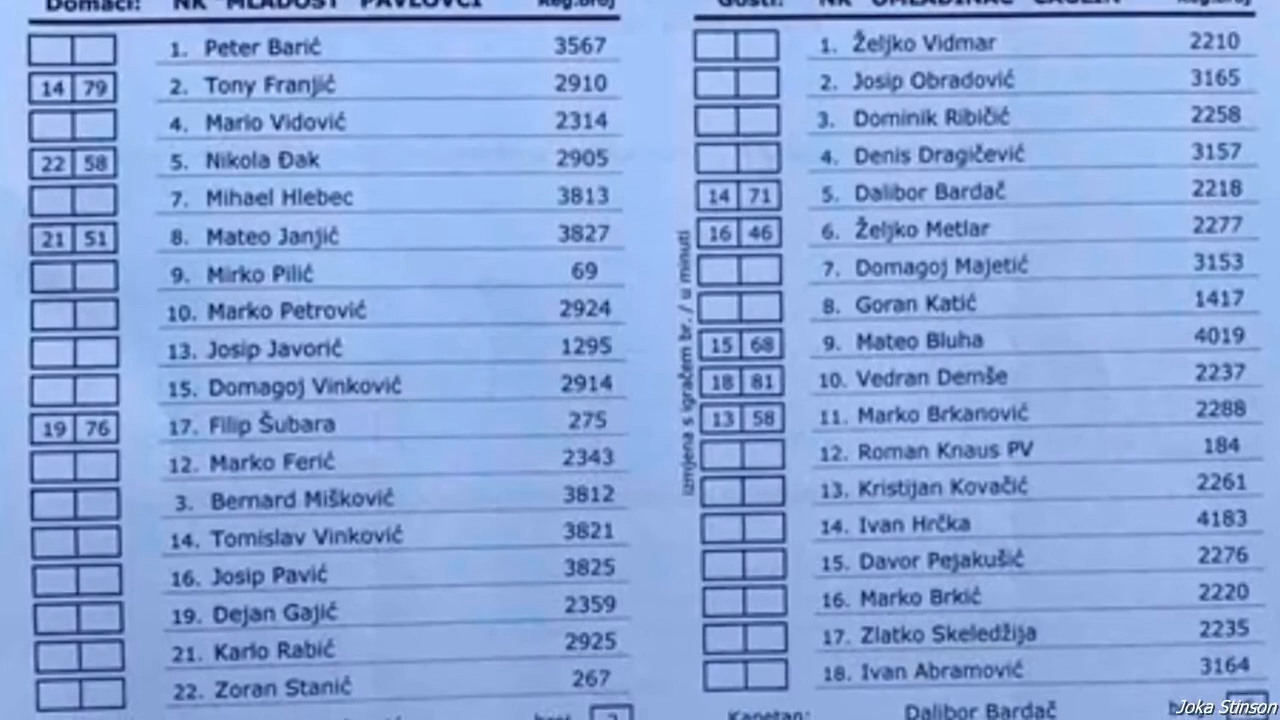 Domaći: NK "MLADOST" PAVLOVCI Reg.broj
1. Peter Barić 3567
14 79 2. Tony Franjić 2910
4. Mario Vidović 2314
22 58 5. Nikola Đak 2905
7. Mihael Hlebec 3813
21 51 8. Mateo Janjić 3827
9. Mirko Pilić 69
10. Marko Petrović 2924
13. Josip Javorić 1295
15. Domagoj Vinković 2914
19 76 17. Filip Šubara 275
12. Marko Ferić 2343
3. Bernard Mišković 3812
14. Tomislav Vinković 3821
16. Josip Pavić 3825
19. Dejan Gajić 2359
21. Karlo Rabić 2925
22. Zoran Stanić 267
izmjena s igračem br. / u minuti
Gosti: NK "OMLADINAC" Reg.broj
1. Željko Vidmar 2210
2. Josip Obradović 3165
3. Dominik Ribičić 2258
4. Denis Dragičević 3157
14 71 5. Dalibor Bardač 2218
16 46 6. Željko Metlar 2277
7. Domagoj Majetić 3153
8. Goran Katić 1417
15 68 9. Mateo Bluha 4019
18 81 10. Vedran Demše 2237
13 58 11. Marko Brkanović 2288
12. Roman Knaus PV 184
13. Kristijan Kovačić 2261
14. Ivan Hrčka 4183
15. Davor Pejakušić 2276
16. Marko Brkić 2220
17. Zlatko Skeledžija 2235
18. Ivan Abramović 3164
Kapetan: Dalibor Bardač
Joka Stinson